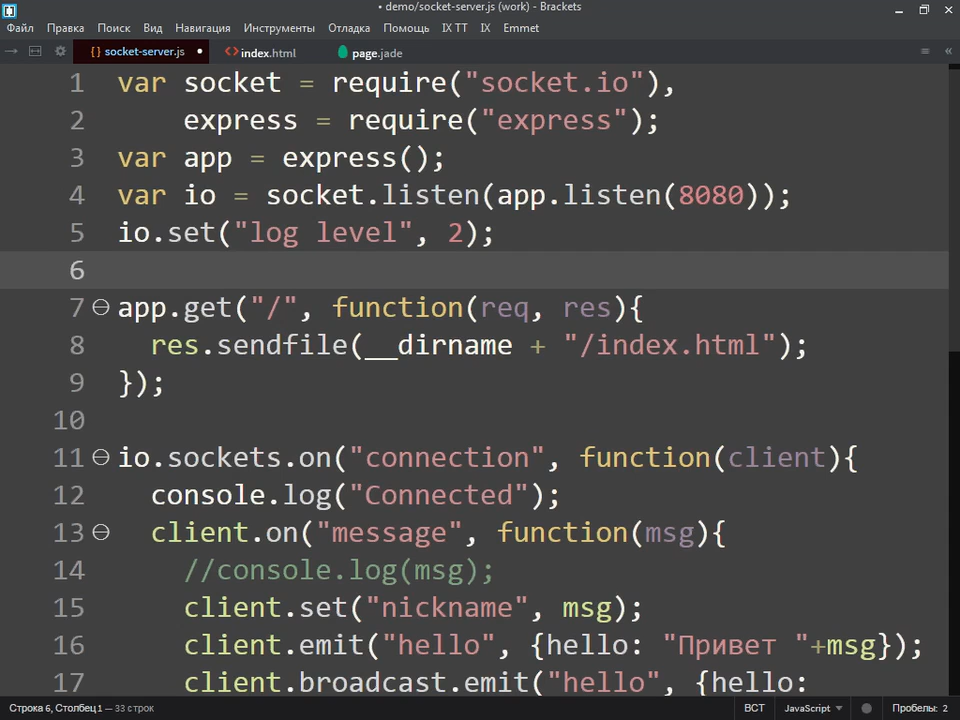 • demo/socket-server.js (work) - Brackets
Файл Правка Поиск Вид Навигация Инструменты Отладка Помощь IX TT IX Emmet
{ } socket-server.js • <> index.html page.jade
1 var socket = require("socket.io"),
2 express = require("express");
3 var app = express();
4 var io = socket.listen(app.listen(8080));
5 io.set("log level", 2);
6
7 app.get("/", function(req, res){
8 res.sendfile(__dirname + "/index.html");
9 });
10
11 io.sockets.on("connection", function(client){
12 console.log("Connected");
13 client.on("message", function(msg){
14 //console.log(msg);
15 client.set("nickname", msg);
16 client.emit("hello", {hello: "Привет "+msg});
17 client.broadcast.emit("hello", {hello:
Строка 6, Столбец 1 — 33 строк ВСТ JavaScript Пробелы: 2